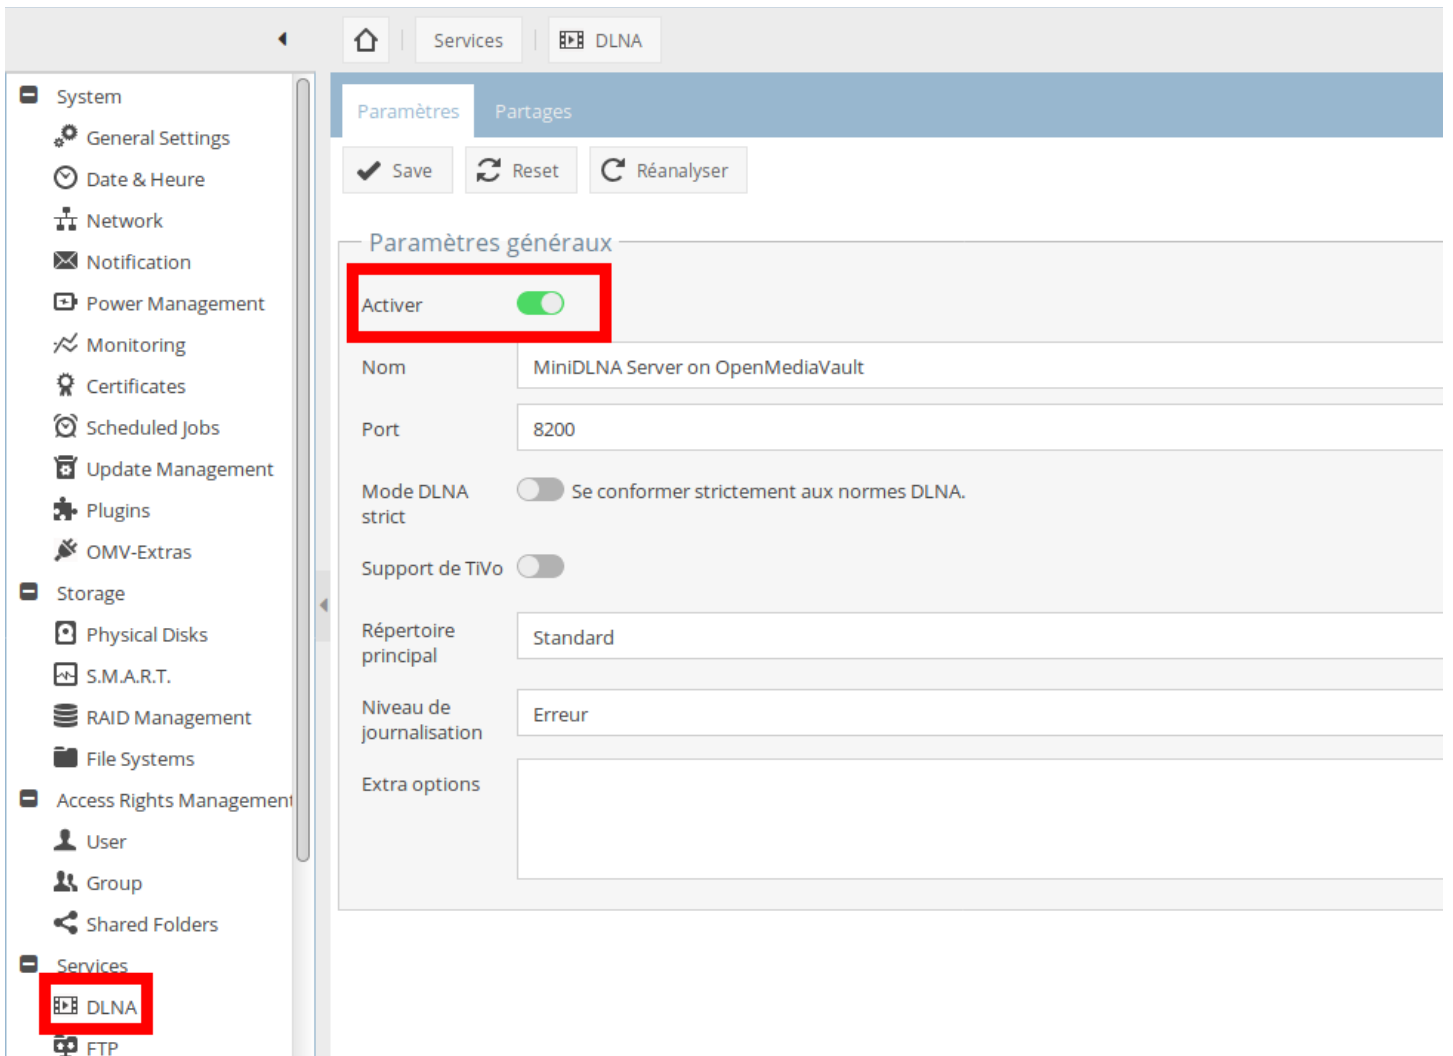 Services
DLNA
System
General Settings
Date & Heure
Network
Notification
Power Management
Monitoring
Certificates
Scheduled Jobs
Update Management
Plugins
OMV-Extras
Storage
Physical Disks
S.M.A.R.T.
RAID Management
File Systems
Access Rights Management
User
Group
Shared Folders
Services
DLNA
FTP
Paramètres
Partages
Save
Reset
Réanalyser
Paramètres généraux
Activer
Nom
MiniDLNA Server on OpenMediaVault
Port
8200
Mode DLNA
strict
Se conformer strictement aux normes DLNA.
Support de TiVo
Répertoire
principal
Standard
Niveau de
journalisation
Erreur
Extra options